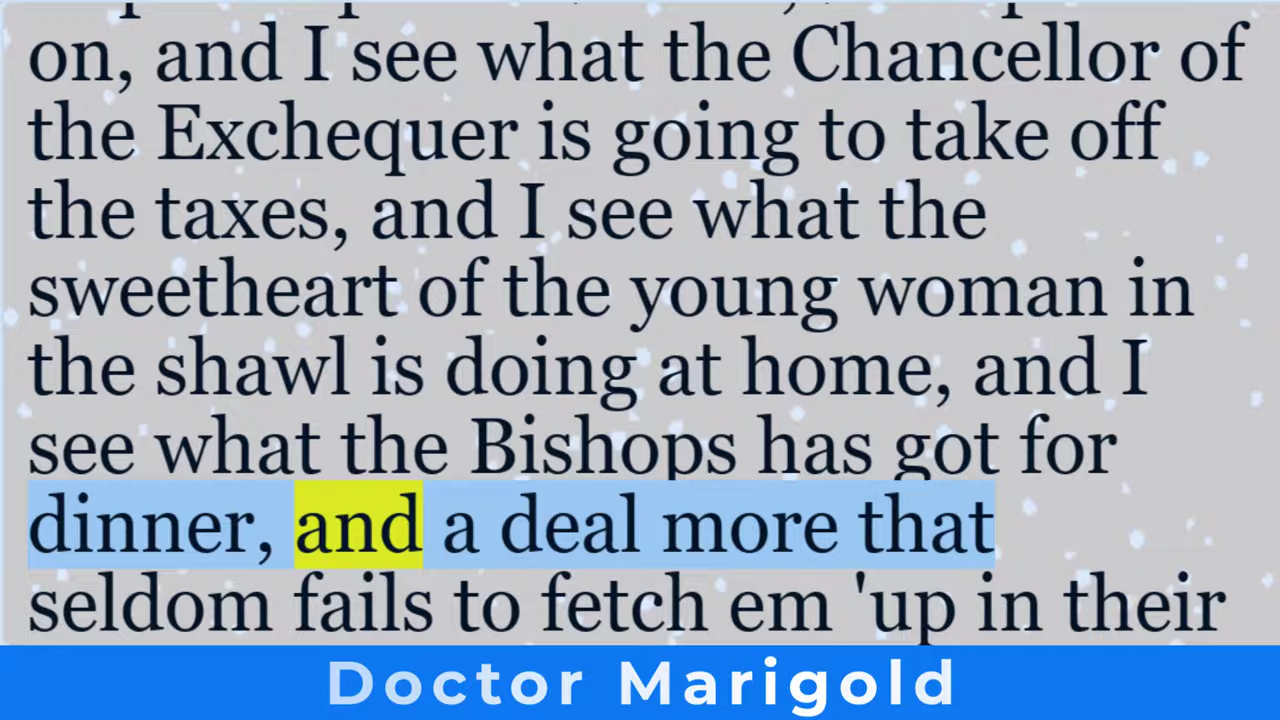 on, and I see what the Chancellor of
the Exchequer is going to take off
the taxes, and I see what the
sweetheart of the young woman in
the shawl is doing at home, and I
see what the Bishops has got for
dinner, and a deal more that
seldom fails to fetch em 'up in their
Doctor Marigold